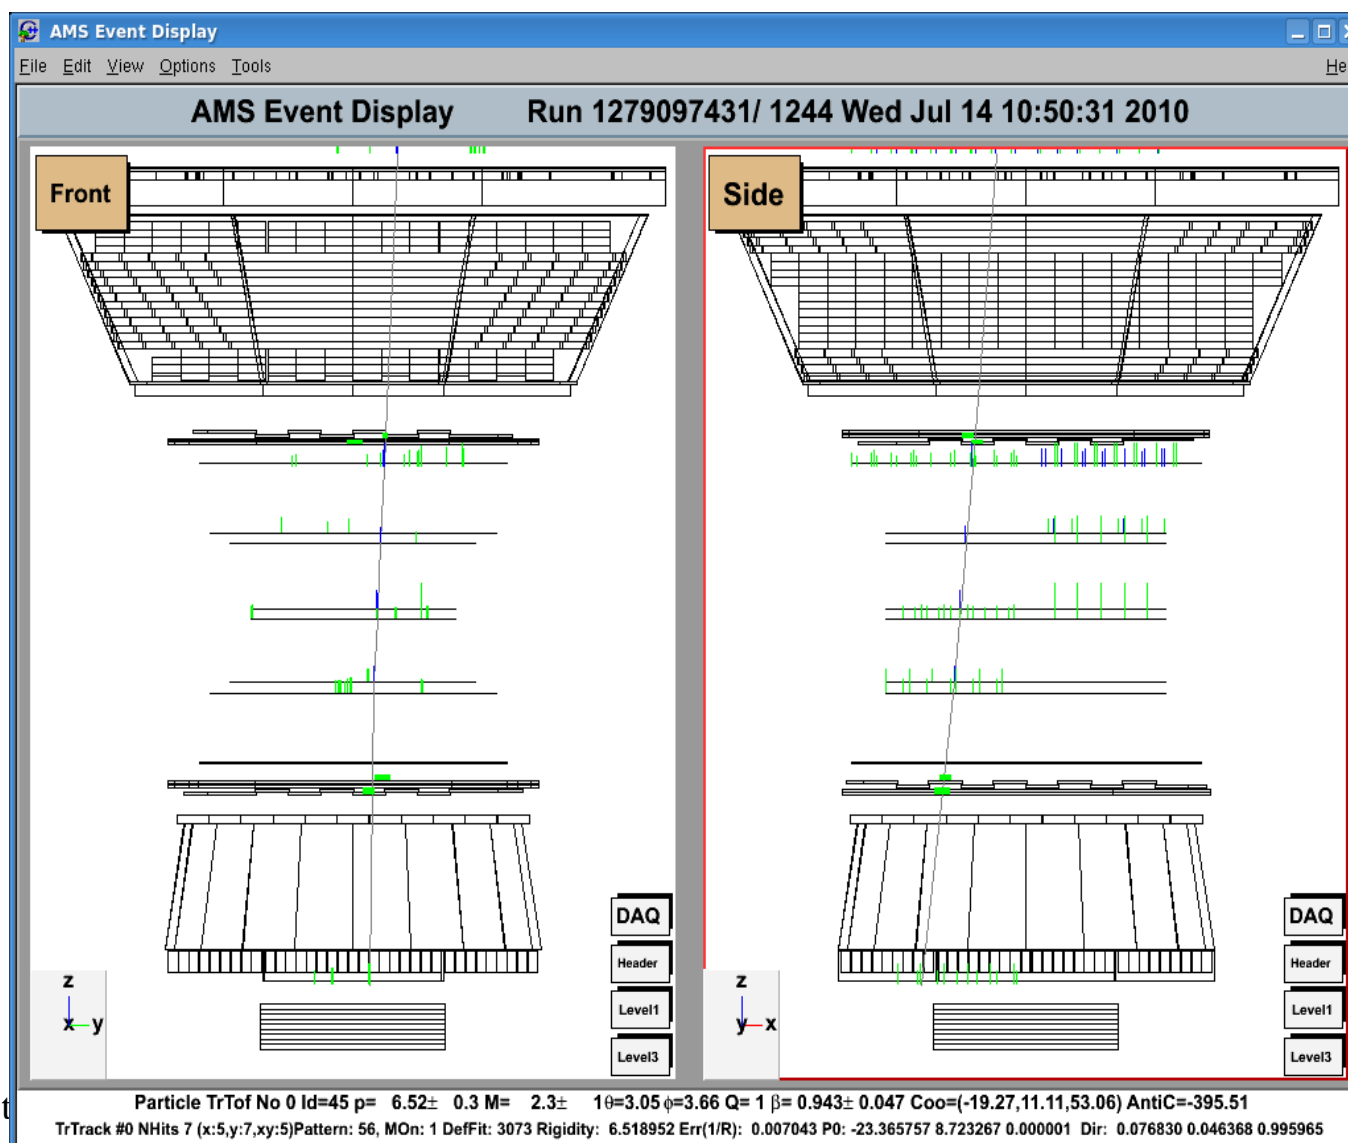 AMS Event Display
File Edit View Options Tools
AMS Event Display Run 1279097431/ 1244 Wed Jul 14 10:50:31 2010
Front
Side
DAQ
Header
Level1
Level3
z
x y
DAQ
Header
Level1
Level3
z
y x
Particle TrTof No 0 Id=45 p= 6.52± 0.3 M= 2.3± 1θ=3.05 φ=3.66 Q= 1 β= 0.943± 0.047 Coo=(-19.27,11.11,53.06) AntiC=-395.51
TrTrack #0 NHits 7 (x:5,y:7,xy:5)Pattern: 56, MOn: 1 DefFit: 3073 Rigidity: 6.518952 Err(1/R): 0.007043 P0: -23.365757 8.723267 0.000001 Dir: 0.076830 0.046368 0.995965